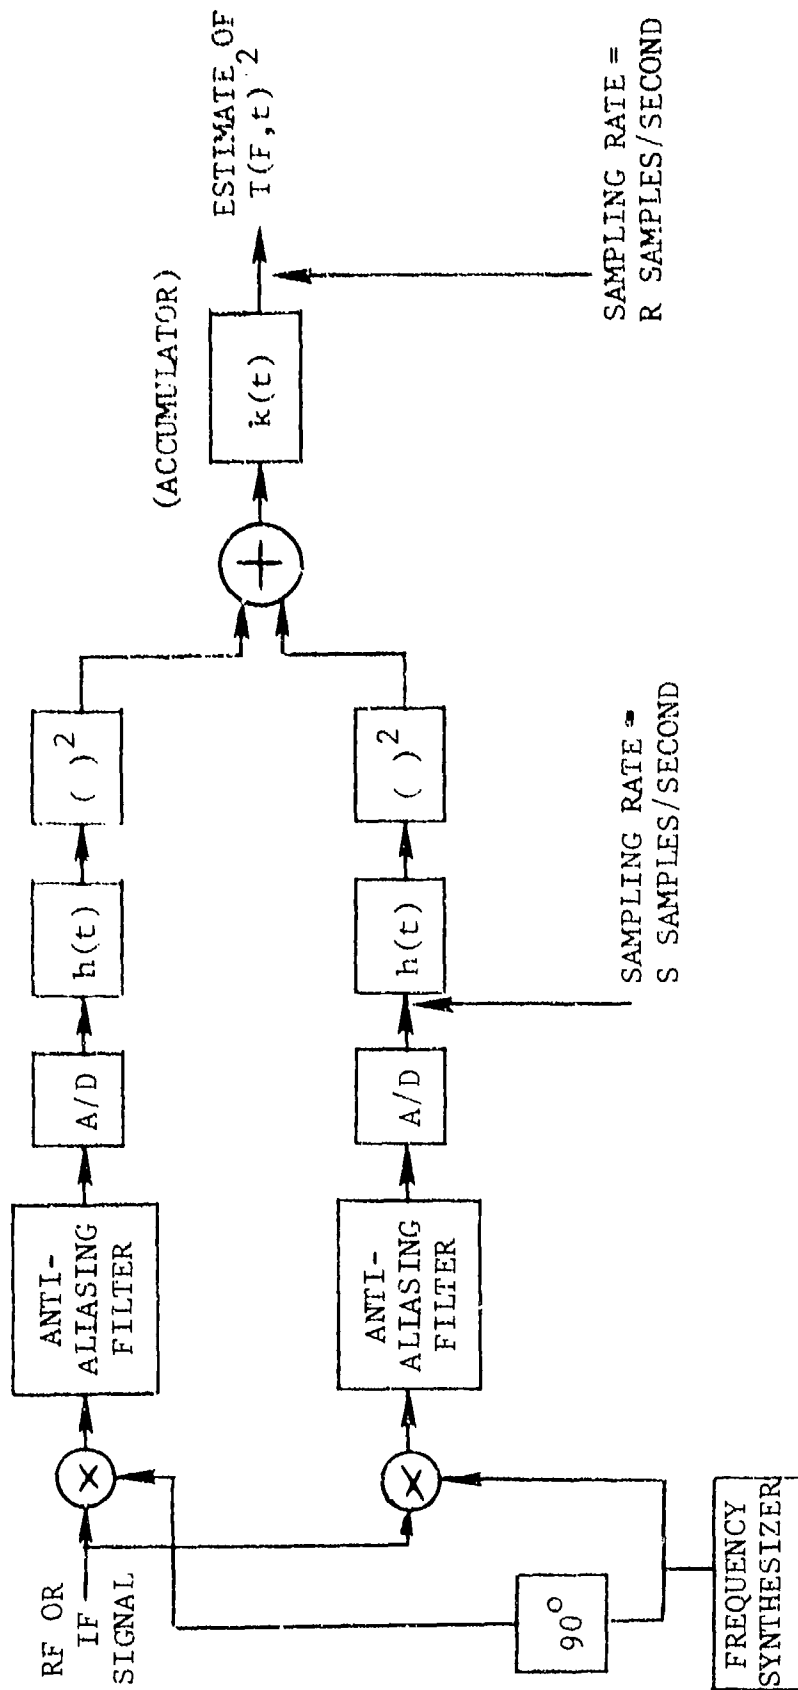 RF OR
IF
SIGNAL
×
ANTI-
ALIASING
FILTER
A/D
h(t)
( )²
×
ANTI-
ALIASING
FILTER
A/D
h(t)
( )²
+
(ACCUMULATOR)
k(t)
ESTIMATE OF
T(F,t) ²
SAMPLING RATE =
R SAMPLES/SECOND
SAMPLING RATE =
S SAMPLES/SECOND
90°
FREQUENCY
SYNTHESIZER